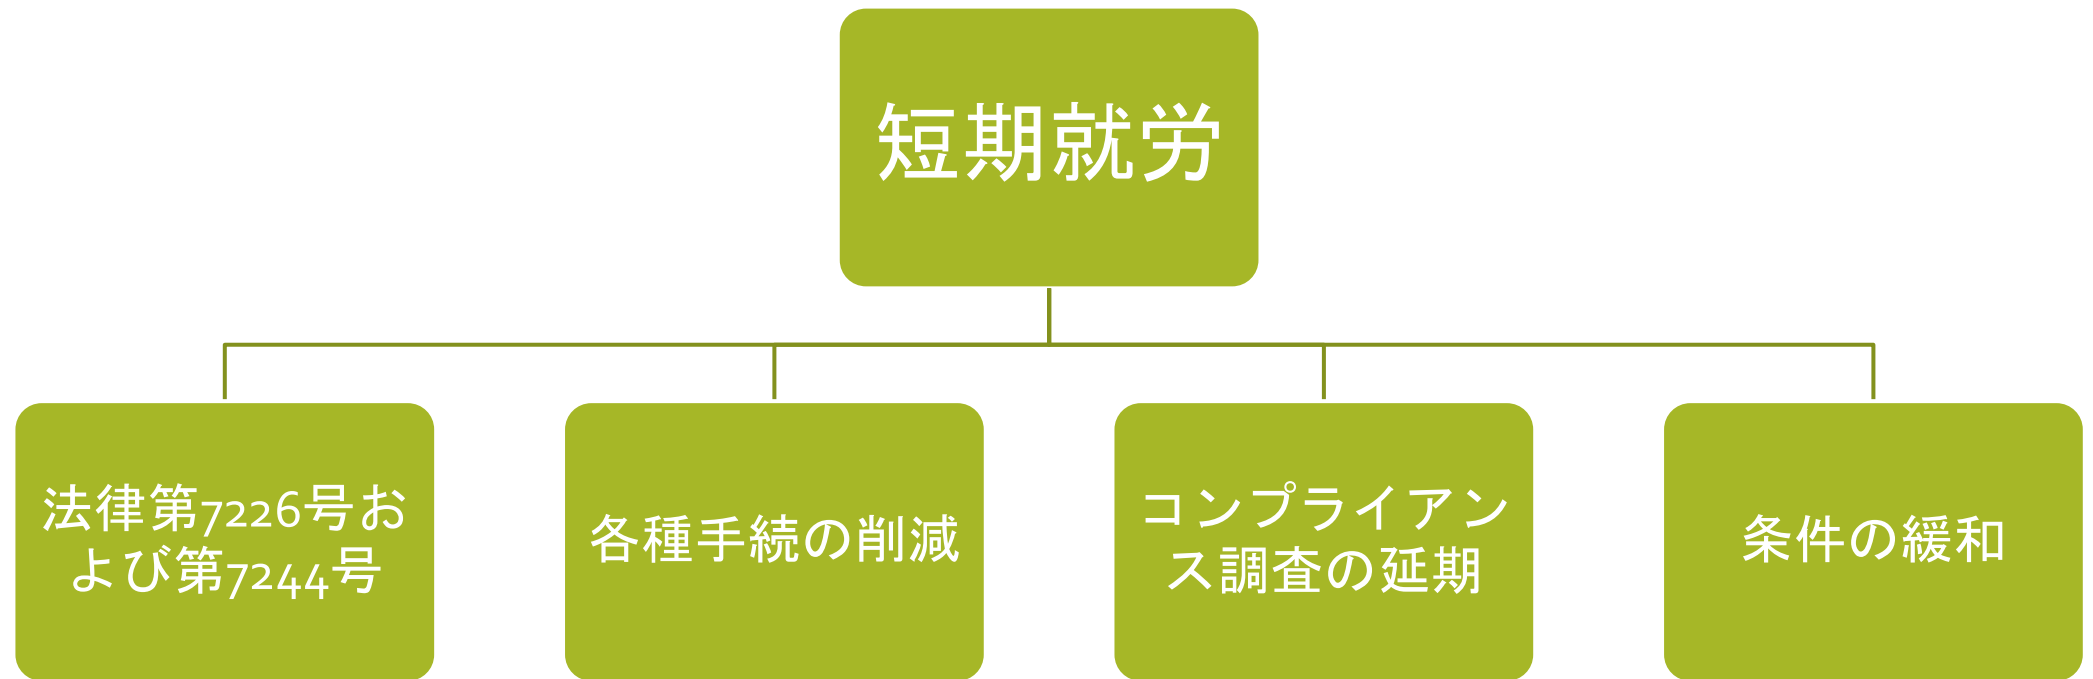 短期就労
法律第7226号お
よび第7244号
各種手続の削減
コンプライアン
ス調査の延期
条件の緩和